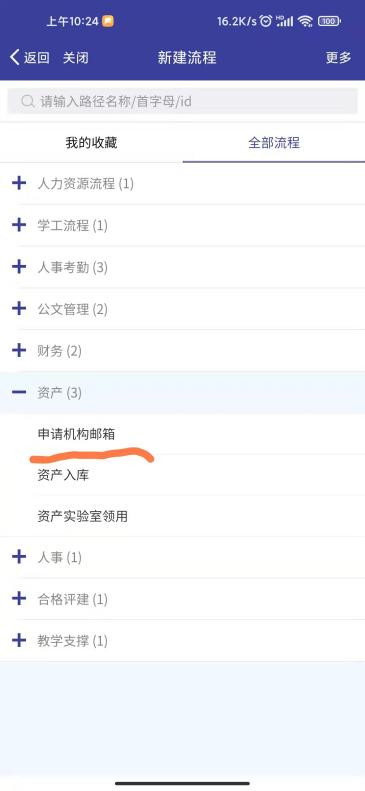 上午10:24
16.2K/s
HD
100
返回 关闭 新建流程 更多
请输入路径名称/首字母/id
我的收藏 全部流程
人力资源流程 (1)
学工流程 (1)
人事考勤 (3)
公文管理 (2)
财务 (2)
资产 (3)
申请机构邮箱
资产入库
资产实验室领用
人事 (1)
合格评建 (1)
教学支撑 (1)